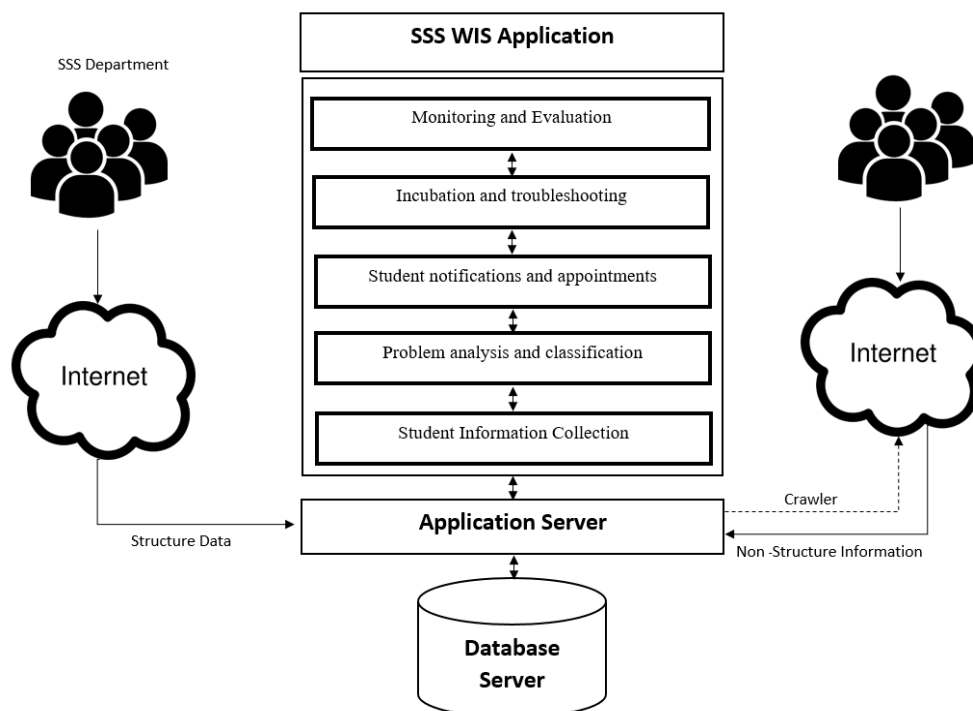 SSS WIS Application
SSS Department
Monitoring and Evaluation
Incubation and troubleshooting
Student notifications and appointments
Problem analysis and classification
Student Information Collection
Internet
Internet
Crawler
Application Server
Structure Data
Non -Structure Information
Database
Server